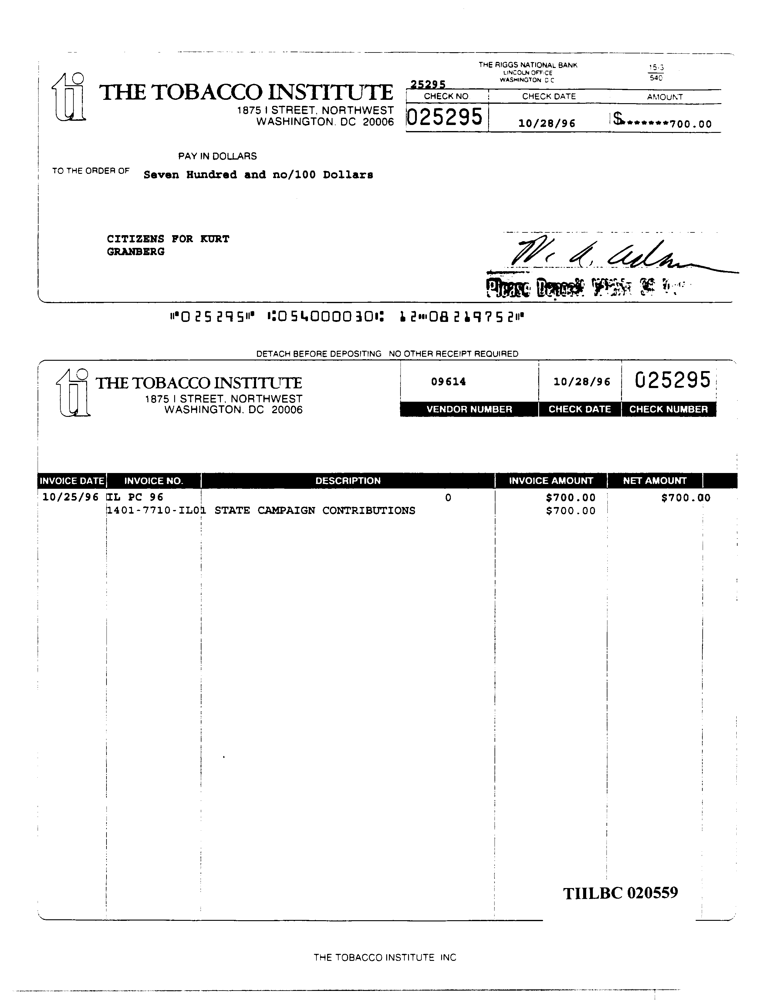 THE RIGGS NATIONAL BANK
LINCOLN OFFICE
WASHINGTON D C
15-3
540
ti THE TOBACCO INSTITUTE
1875 I STREET, NORTHWEST
WASHINGTON, DC 20006
25295
CHECK NO CHECK DATE AMOUNT
025295 10/28/96 $******700.00
PAY IN DOLLARS
TO THE ORDER OF Seven Hundred and no/100 Dollars
CITIZENS FOR KURT
GRANBERG
Please
⑈025295⑈ ⑆054000030⑆ 12⑉08219752⑈
DETACH BEFORE DEPOSITING NO OTHER RECEIPT REQUIRED
ti THE TOBACCO INSTITUTE
1875 I STREET, NORTHWEST
WASHINGTON, DC 20006
09614 10/28/96 025295
VENDOR NUMBER CHECK DATE CHECK NUMBER
INVOICE DATE INVOICE NO. DESCRIPTION INVOICE AMOUNT NET AMOUNT
10/25/96 IL PC 96 0 $700.00 $700.00
1401-7710-IL01 STATE CAMPAIGN CONTRIBUTIONS $700.00
TIILBC 020559
THE TOBACCO INSTITUTE INC